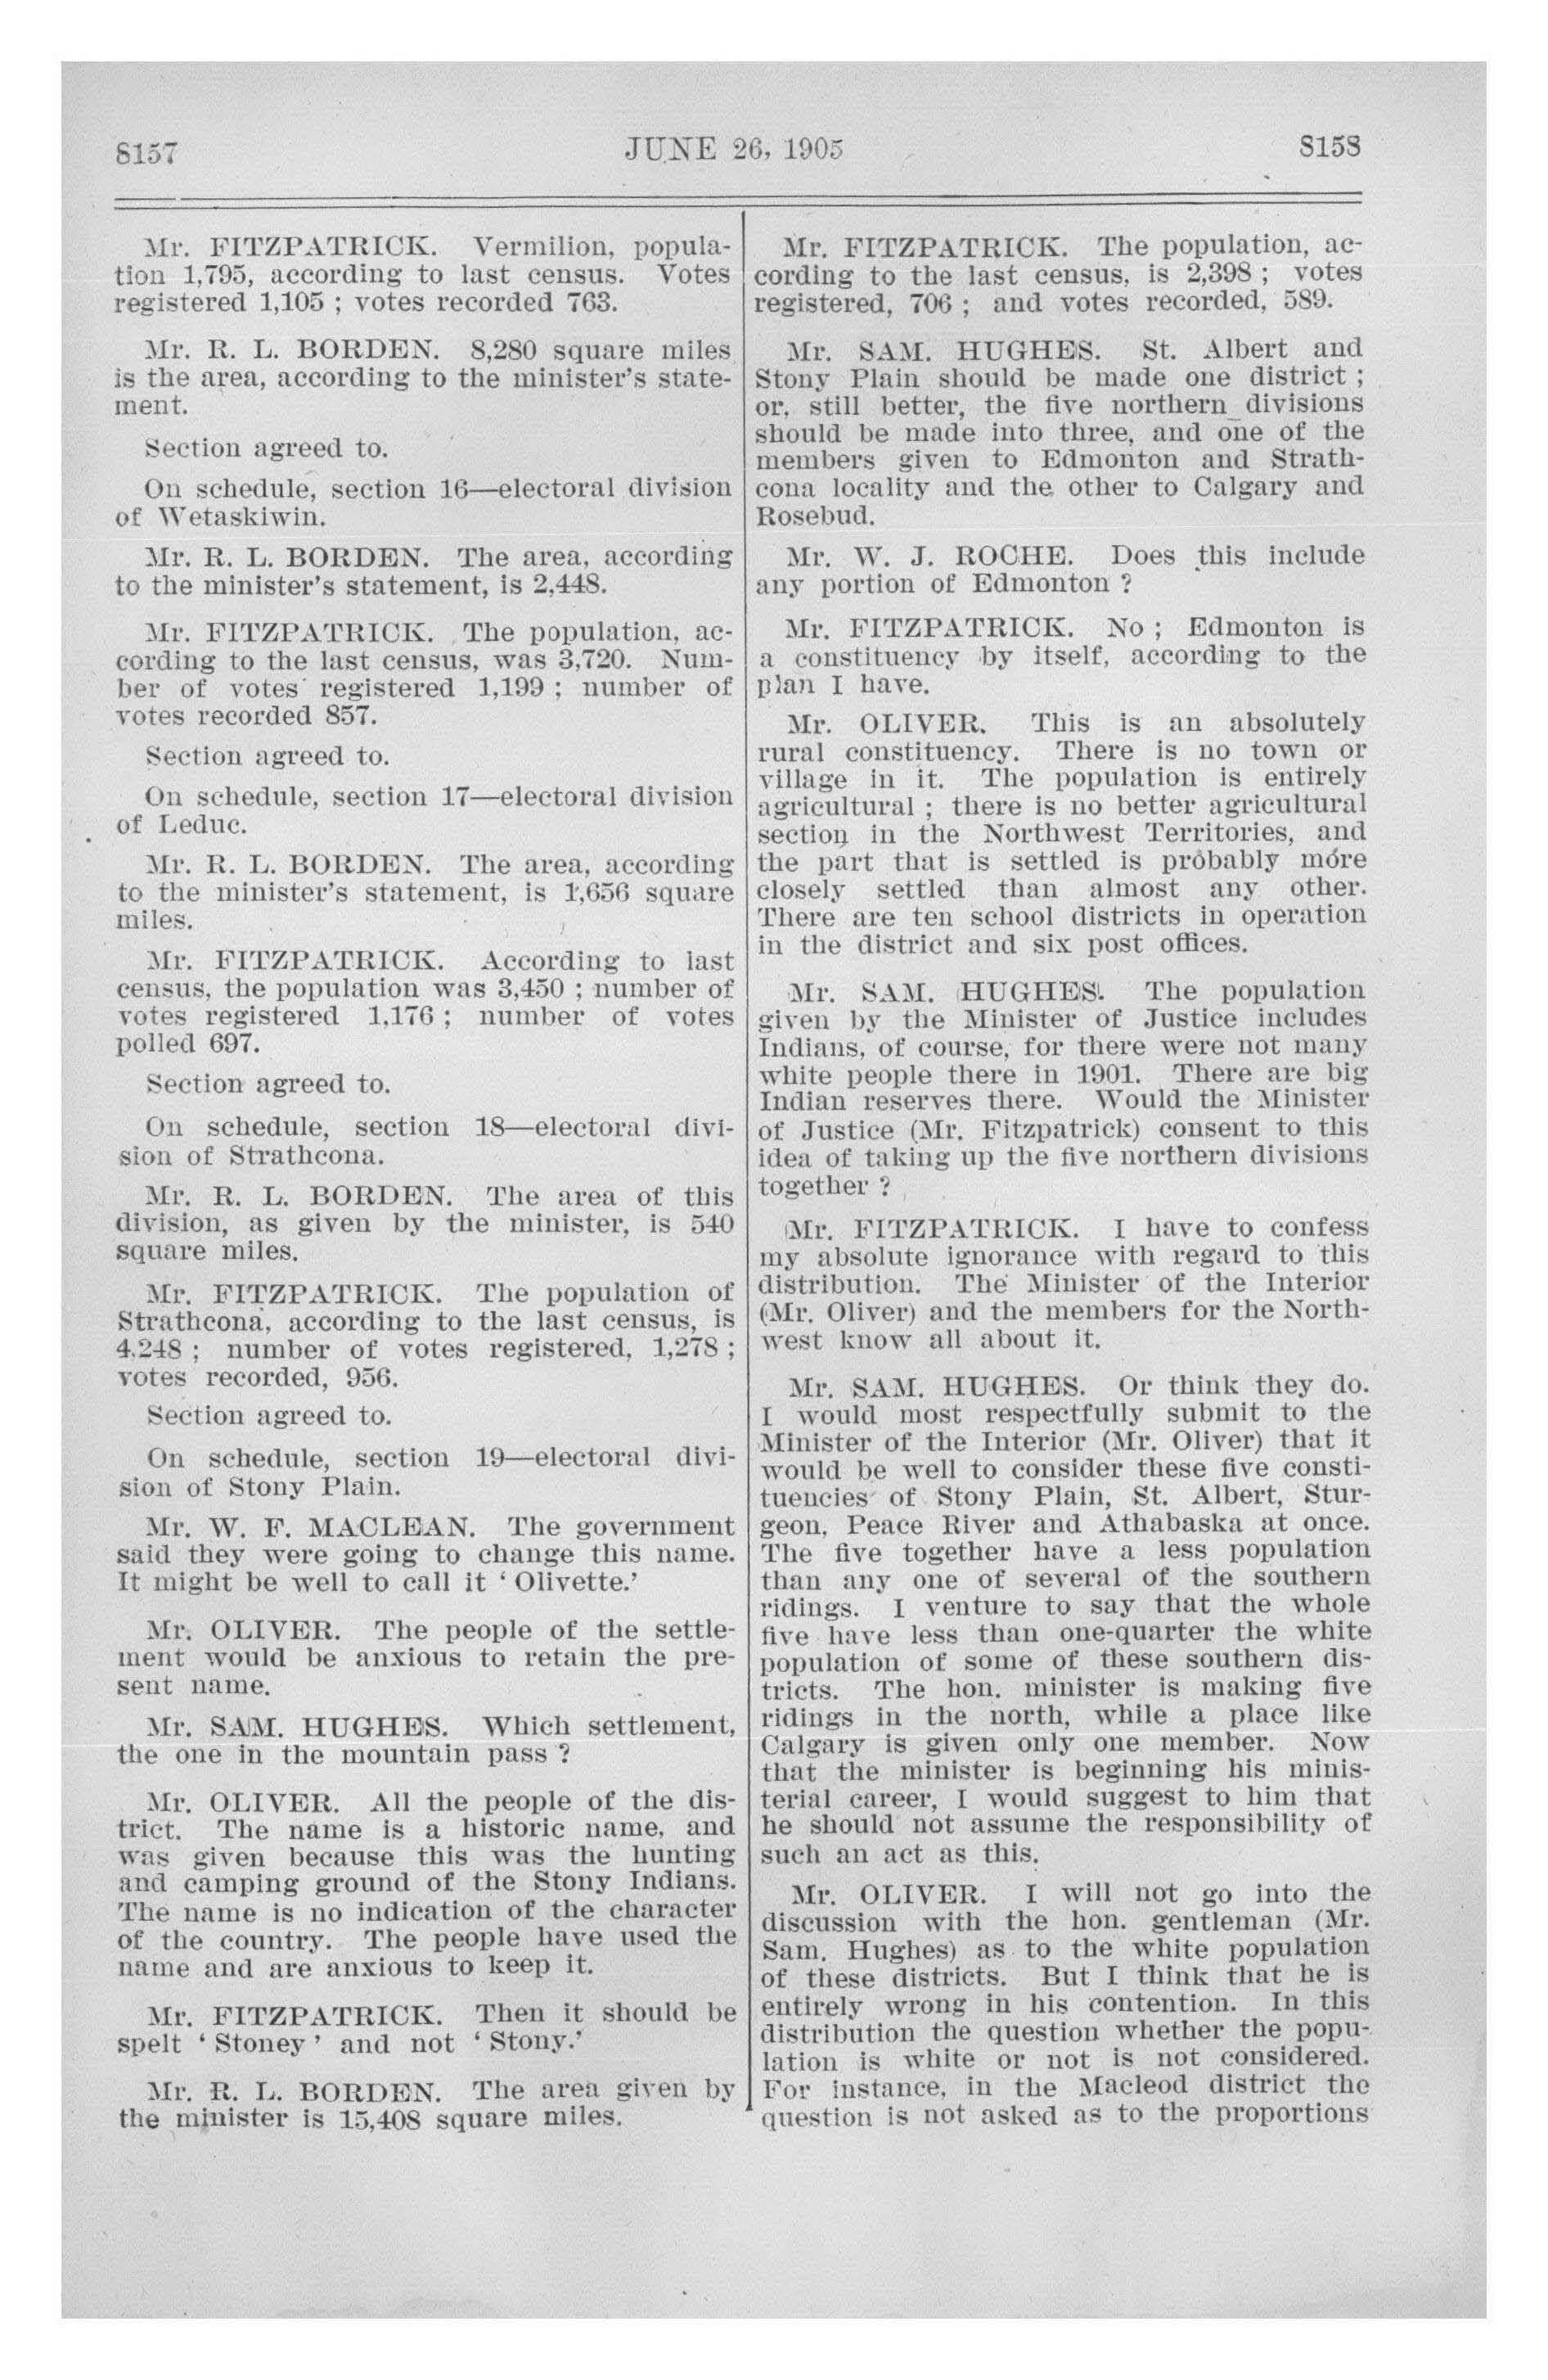 8157
JUNE 26, 1905
8158
Mr. FITZPATRICK. Vermilion, popula-
tion 1,795, according to last census. Votes
registered 1,105 ; votes recorded 763.
Mr. R. L. BORDEN. 8,280 square miles
is the area, according to the minister's state-
ment.
Section agreed to.
On schedule, section 16—electoral division
of Wetaskiwin.
Mr. R. L. BORDEN. The area, according
to the minister's statement, is 2,448.
Mr. FITZPATRICK. The population, ac-
cording to the last census, was 3,720. Num-
ber of votes registered 1,199 ; number of
votes recorded 857.
Section agreed to.
On schedule, section 17—electoral division
of Leduc.
Mr. R. L. BORDEN. The area, according
to the minister's statement, is 1,656 square
miles.
Mr. FITZPATRICK. According to last
census, the population was 3,450 ; number of
votes registered 1,176 ; number of votes
polled 697.
Section agreed to.
On schedule, section 18—electoral divi-
sion of Strathcona.
Mr. R. L. BORDEN. The area of this
division, as given by the minister, is 540
square miles.
Mr. FITZPATRICK. The population of
Strathcona, according to the last census, is
4,248 ; number of votes registered, 1,278 ;
votes recorded, 956.
Section agreed to.
On schedule, section 19—electoral divi-
sion of Stony Plain.
Mr. W. F. MACLEAN. The government
said they were going to change this name.
It might be well to call it ‘ Olivette.’
Mr. OLIVER. The people of the settle-
ment would be anxious to retain the pre-
sent name.
Mr. SAM. HUGHES. Which settlement,
the one in the mountain pass ?
Mr. OLIVER. All the people of the dis-
trict. The name is a historic name, and
was given because this was the hunting
and camping ground of the Stony Indians.
The name is no indication of the character
of the country. The people have used the
name and are anxious to keep it.
Mr. FITZPATRICK. Then it should be
spelt ‘ Stoney ’ and not ‘ Stony.’
Mr. R. L. BORDEN. The area given by
the minister is 15,408 square miles.
Mr. FITZPATRICK. The population, ac-
cording to the last census, is 2,398 ; votes
registered, 706 ; and votes recorded, 589.
Mr. SAM. HUGHES. St. Albert and
Stony Plain should be made one district ;
or, still better, the five northern divisions
should be made into three, and one of the
members given to Edmonton and Strath-
cona locality and the other to Calgary and
Rosebud.
Mr. W. J. ROCHE. Does this include
any portion of Edmonton ?
Mr. FITZPATRICK. No ; Edmonton is
a constituency by itself, according to the
plan I have.
Mr. OLIVER. This is an absolutely
rural constituency. There is no town or
village in it. The population is entirely
agricultural ; there is no better agricultural
section in the Northwest Territories, and
the part that is settled is probably more
closely settled than almost any other.
There are ten school districts in operation
in the district and six post offices.
Mr. SAM. HUGHES. The population
given by the Minister of Justice includes
Indians, of course, for there were not many
white people there in 1901. There are big
Indian reserves there. Would the Minister
of Justice (Mr. Fitzpatrick) consent to this
idea of taking up the five northern divisions
together ?
Mr. FITZPATRICK. I have to confess
my absolute ignorance with regard to this
distribution. The Minister of the Interior
(Mr. Oliver) and the members for the North-
west know all about it.
Mr. SAM. HUGHES. Or think they do.
I would most respectfully submit to the
Minister of the Interior (Mr. Oliver) that it
would be well to consider these five consti-
tuencies of Stony Plain, St. Albert, Stur-
geon, Peace River and Athabaska at once.
The five together have a less population
than any one of several of the southern
ridings. I venture to say that the whole
five have less than one-quarter the white
population of some of these southern dis-
tricts. The hon. minister is making five
ridings in the north, while a place like
Calgary is given only one member. Now
that the minister is beginning his minis-
terial career, I would suggest to him that
he should not assume the responsibility of
such an act as this.
Mr. OLIVER. I will not go into the
discussion with the hon. gentleman (Mr.
Sam. Hughes) as to the white population
of these districts. But I think that he is
entirely wrong in his contention. In this
distribution the question whether the popu-
lation is white or not is not considered.
For instance, in the Macleod district the
question is not asked as to the proportions